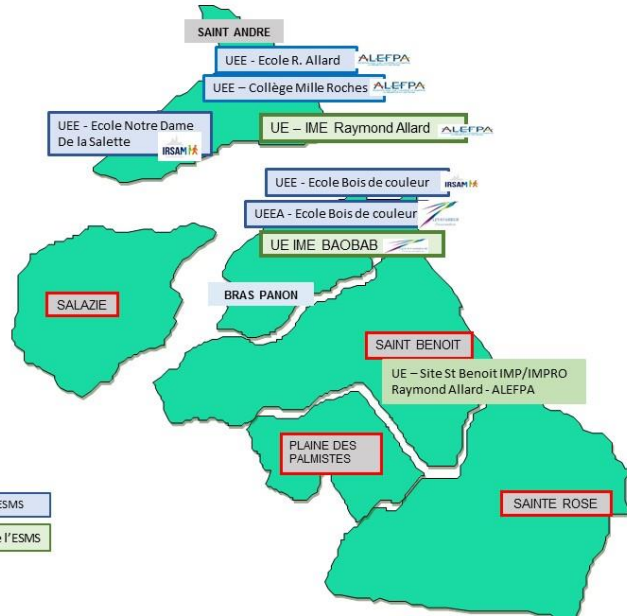 SAINT ANDRE
UEE - Ecole R. Allard
ALEFPA
UEE – Collège Mille Roches
ALEFPA
UEE - Ecole Notre Dame
De la Salette
IRSAM
UE – IME Raymond Allard
ALEFPA
UEE - Ecole Bois de couleur
IRSAM
UEEA - Ecole Bois de couleur
UE IME BAOBAB
BRAS PANON
SALAZIE
SAINT BENOIT
UE – Site St Benoit IMP/IMPRO
Raymond Allard - ALEFPA
PLAINE DES
PALMISTES
SAINTE ROSE
ESMS
l'ESMS